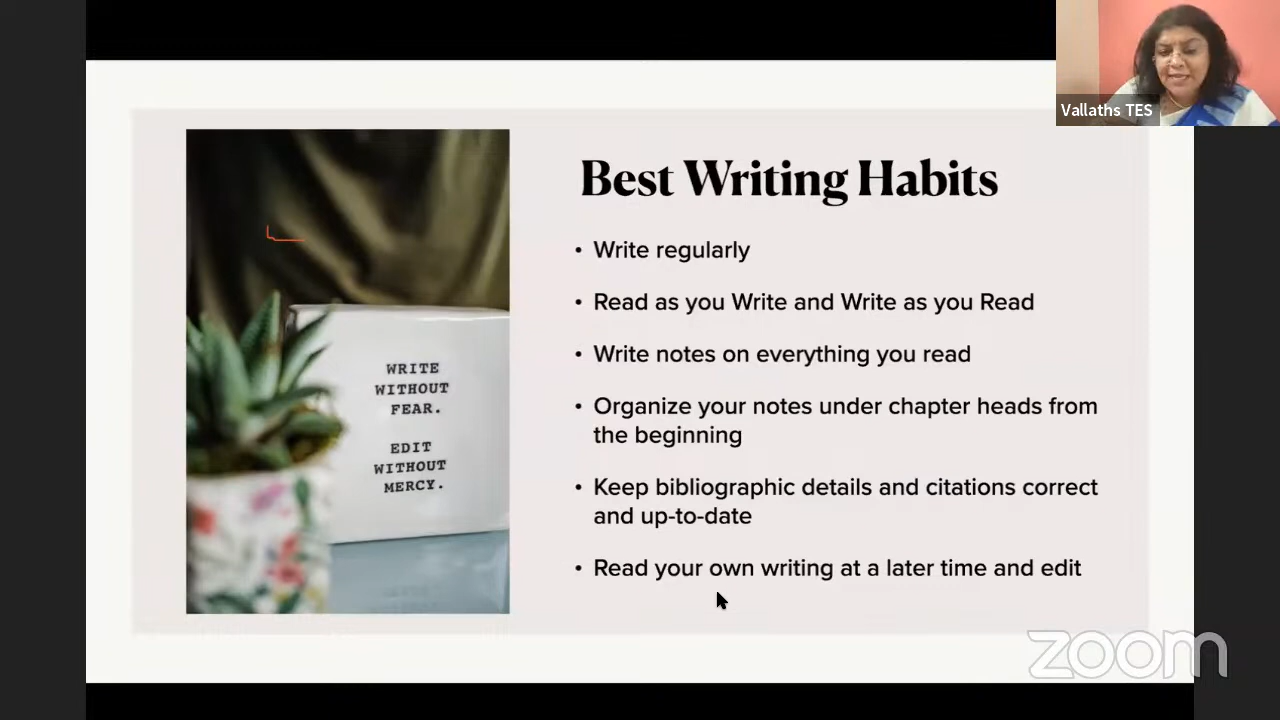 Vallaths TES
Best Writing Habits
• Write regularly
• Read as you Write and Write as you Read
• Write notes on everything you read
• Organize your notes under chapter heads from
the beginning
• Keep bibliographic details and citations correct
and up-to-date
• Read your own writing at a later time and edit
WRITE
WITHOUT
FEAR.
EDIT
WITHOUT
MERCY.
zoom